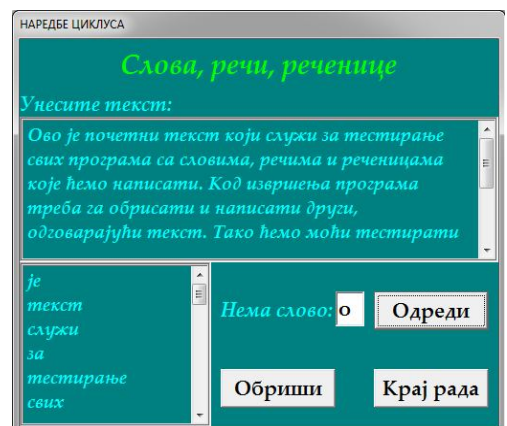 НАРЕДБЕ ЦИКЛУСА
Слова, речи, реченице
Унесите текст:
Ово је почетни текст који служи за тестирање
свих програма са словима, речима и реченицама
које ћемо написати. Код извршења програма
треба га обрисати и написати други,
одговарајући текст. Тако ћемо моћи тестирати
је
текст
служи
за
тестирање
свих
Нема слово: о
Одреди
Обриши
Крај рада